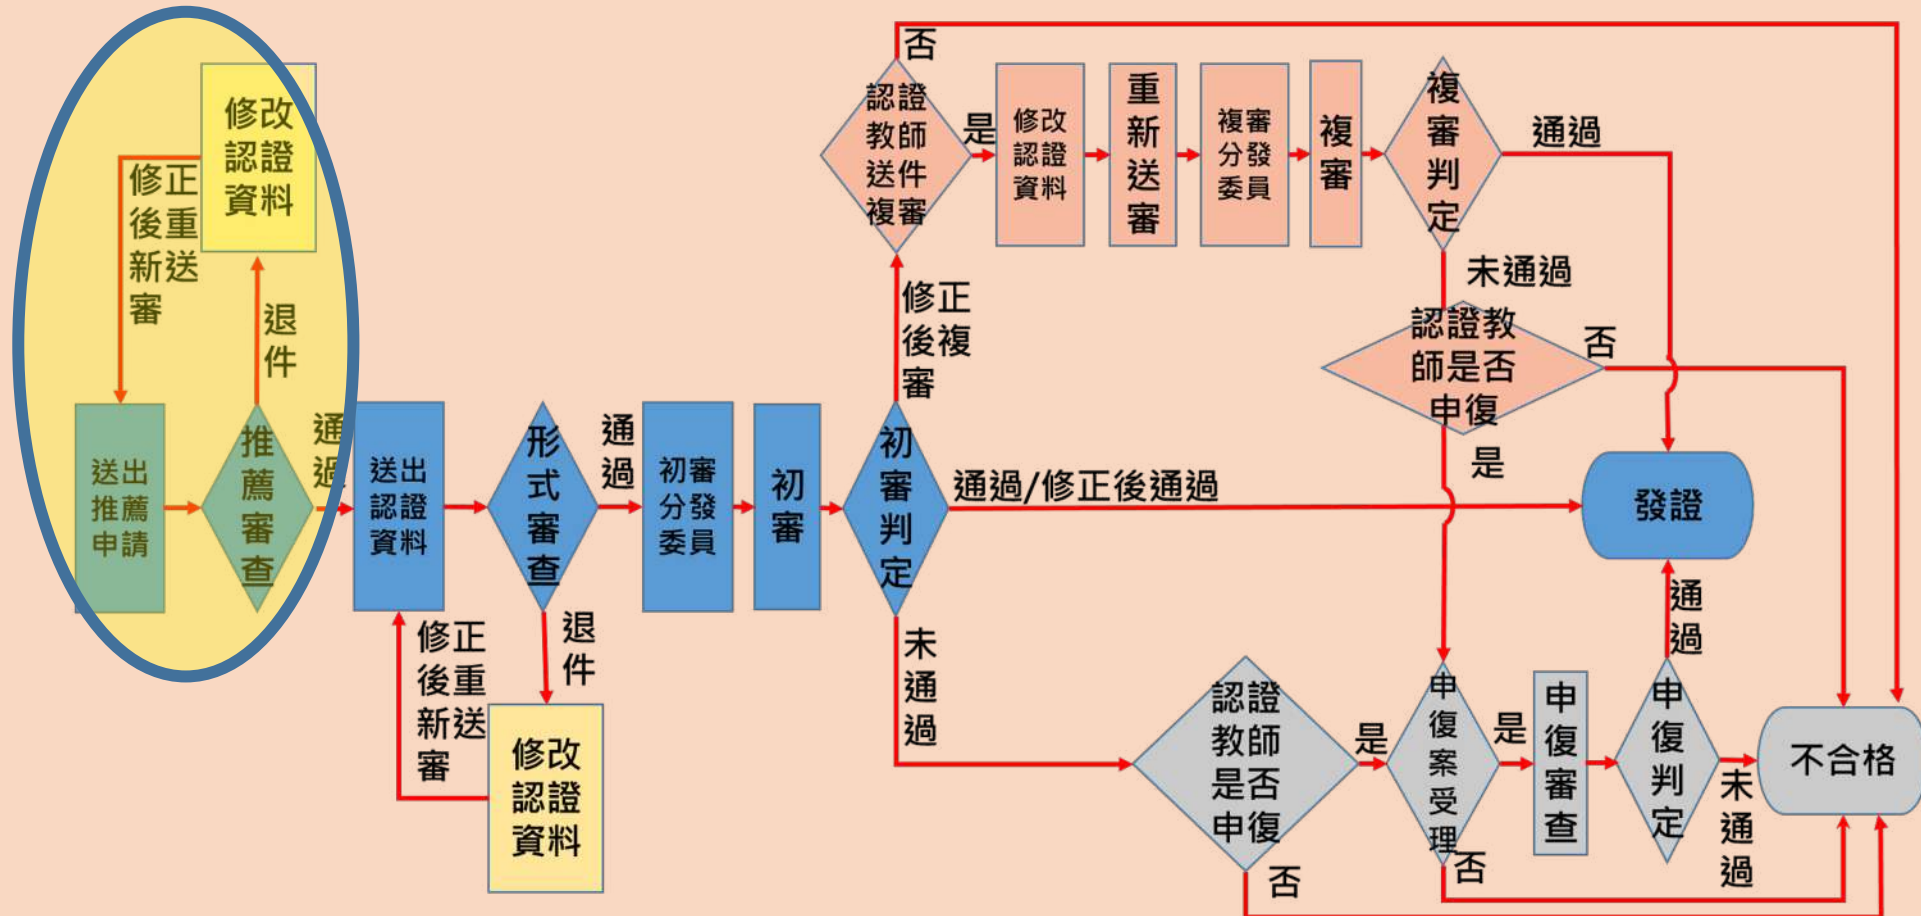 修改
認證
資料
修正
後重
新送
審
退
件
送出
推薦
申請
推
薦
審
查
通
過
送出
認證
資料
形
式
審
查
通
過
初審
分發
委員
初
審
初
審
判
定
修正
後重
新送
審
退
件
修改
認證
資料
修正
後複
審
通過/修正後通過
未
通
過
否
認證
教師
送件
複審
是
修改
認證
資料
重
新
送
審
複審
分發
委員
複
審
複
審
判
定
通過
未通過
認證教
師是否
申復
否
是
發證
認證
教師
是否
申復
是
否
申
復
案
受
理
是
否
申
復
審
查
申
復
判
定
通
過
未
通
過
不合格